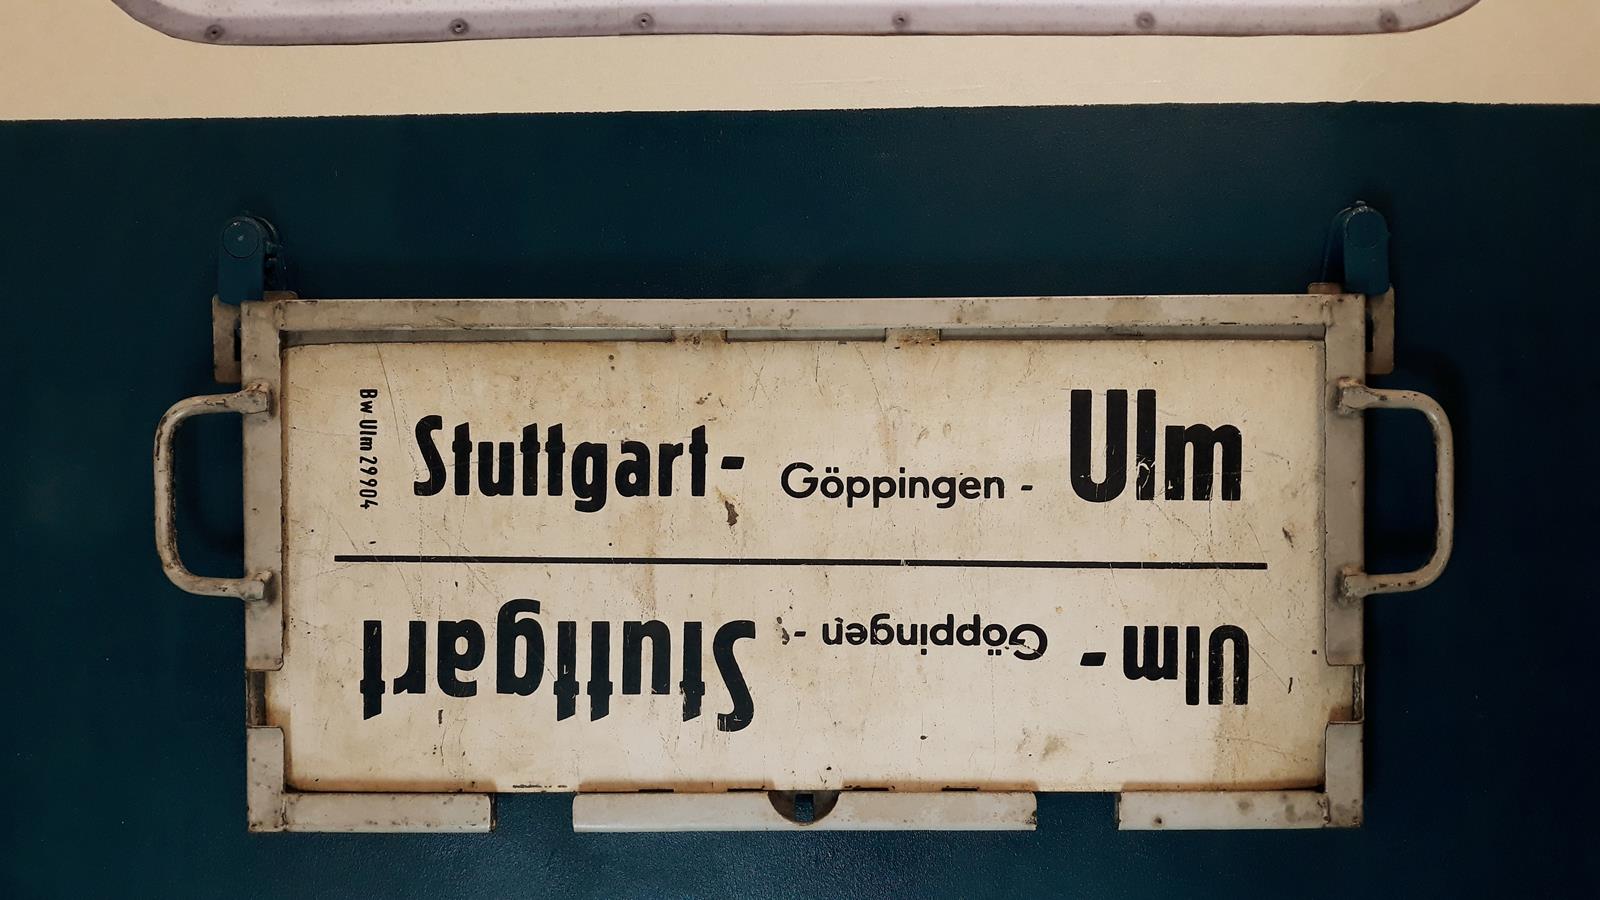 Bw Ulm 29904
Stuttgart - Göppingen - Ulm
Ulm - Göppingen - Stuttgart